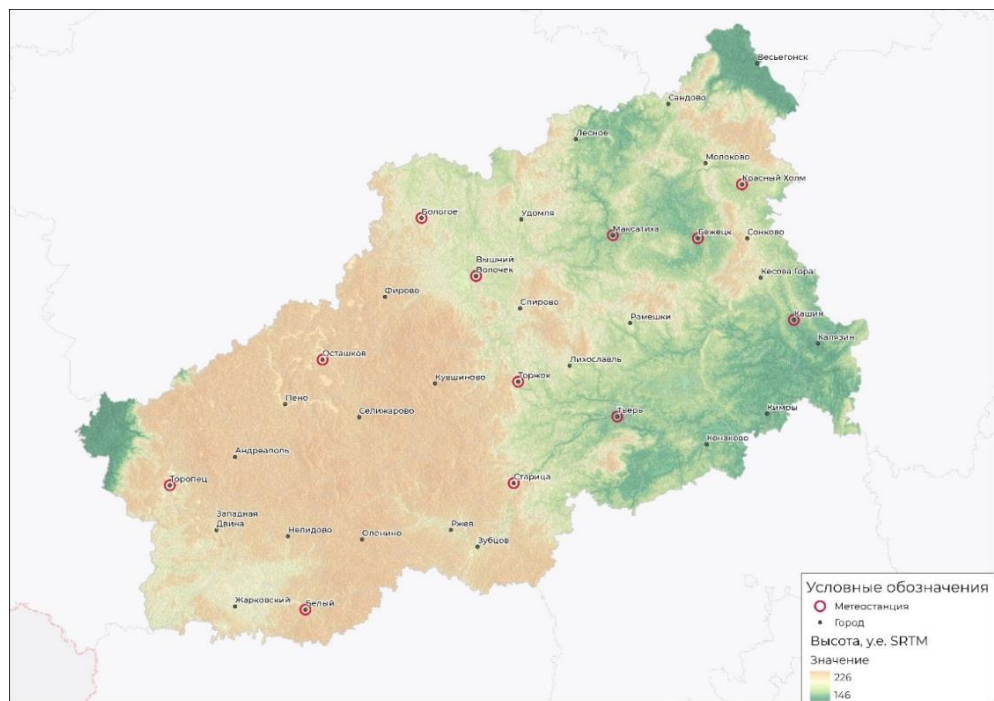 Весьегонск
Сандово
Лесное
Молоково
Красный Холм
Бологое
Удомля
Максатиха
Бежецк
Сонково
Вышний
Волочек
Кесова Гора
Фирово
Спирово
Рамешки
Кашин
Калязин
Осташков
Лихославль
Торжок
Кувшиново
Пено
Селижарово
Тверь
Кимры
Конаково
Андреаполь
Торопец
Старица
Западная
Двина
Нелидово
Оленино
Ржев
Зубцов
Жарковский
Белый
Условные обозначения
Метеостанция
Город
Высота, у.е. SRTM
Значение
226
146